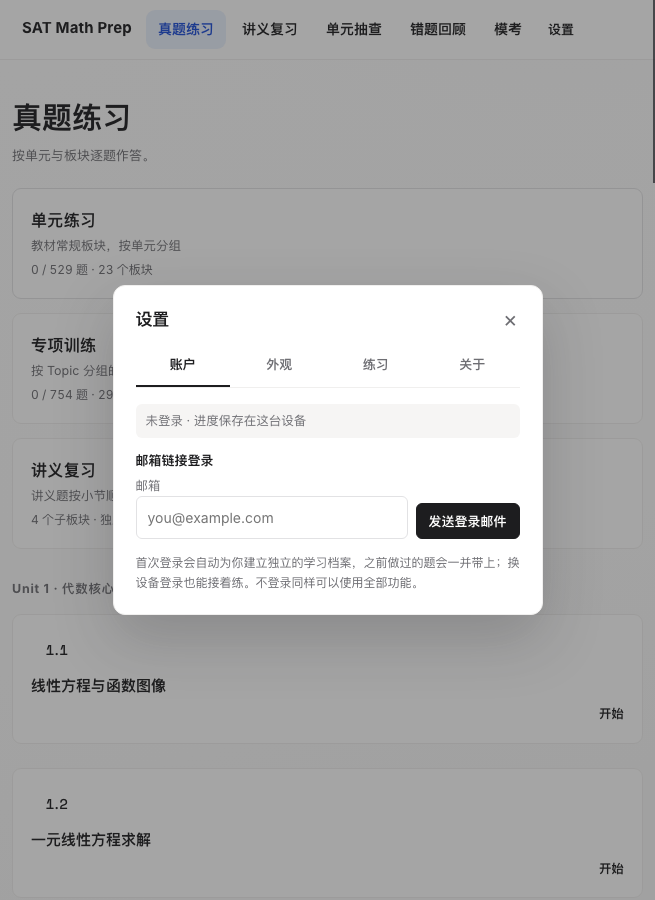 SAT Math Prep 真题练习 讲义复习 单元抽查 错题回顾 模考 设置
真题练习
按单元与板块逐题作答。
单元练习
教材常规板块，按单元分组
0 / 529 题 · 23 个板块
设置 ✕
账户 外观 练习 关于
未登录 · 进度保存在这台设备
邮箱链接登录
邮箱
you@example.com 发送登录邮件
首次登录会自动为你建立独立的学习档案，之前做过的题会一并带上；换
设备登录也能接着练。不登录同样可以使用全部功能。
专项训练
按 Topic 分组
0 / 754 题 · 29
讲义复习
讲义题按小节
4 个子板块 · 独
Unit 1 · 代数核心
1.1
线性方程与函数图像
开始
1.2
一元线性方程求解
开始